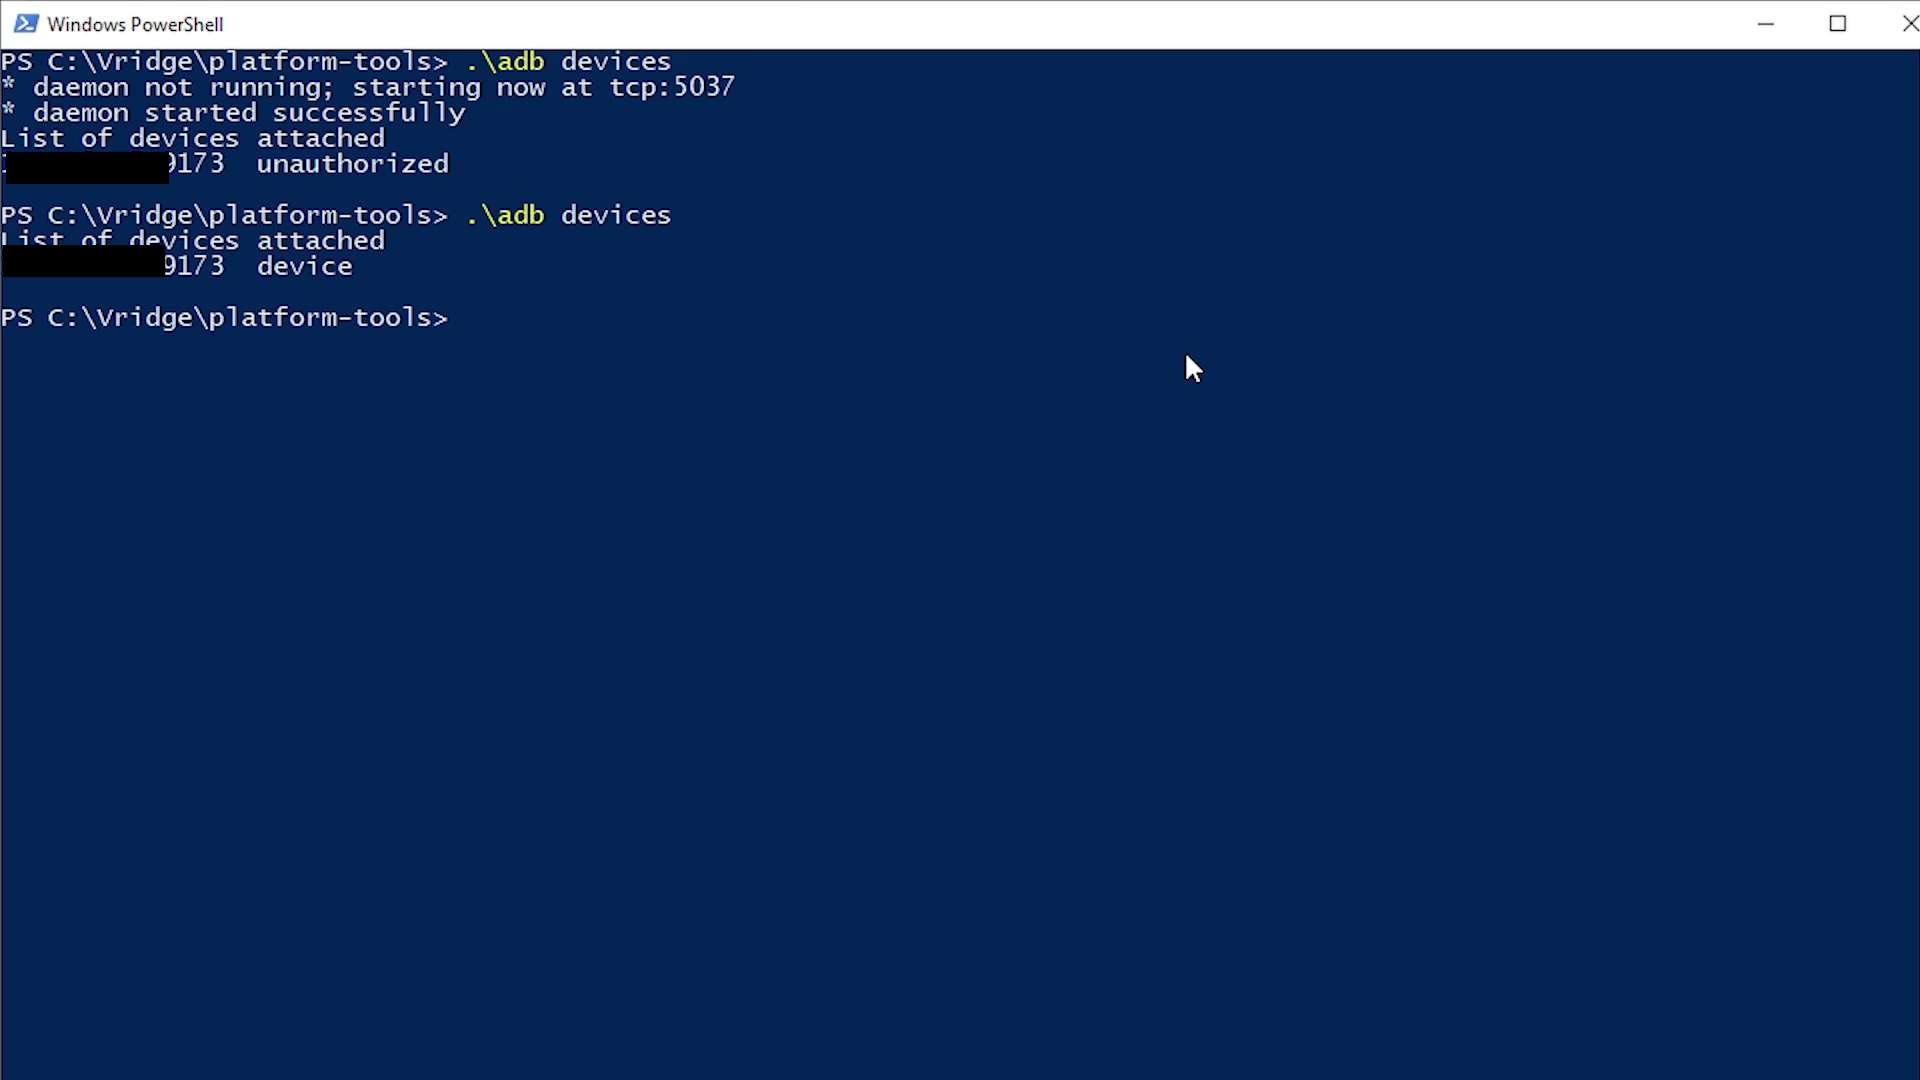 Windows PowerShell
PS C:\Vridge\platform-tools> .\adb devices
* daemon not running; starting now at tcp:5037
* daemon started successfully
List of devices attached
9173  unauthorized
PS C:\Vridge\platform-tools> .\adb devices
List of devices attached
9173  device
PS C:\Vridge\platform-tools>